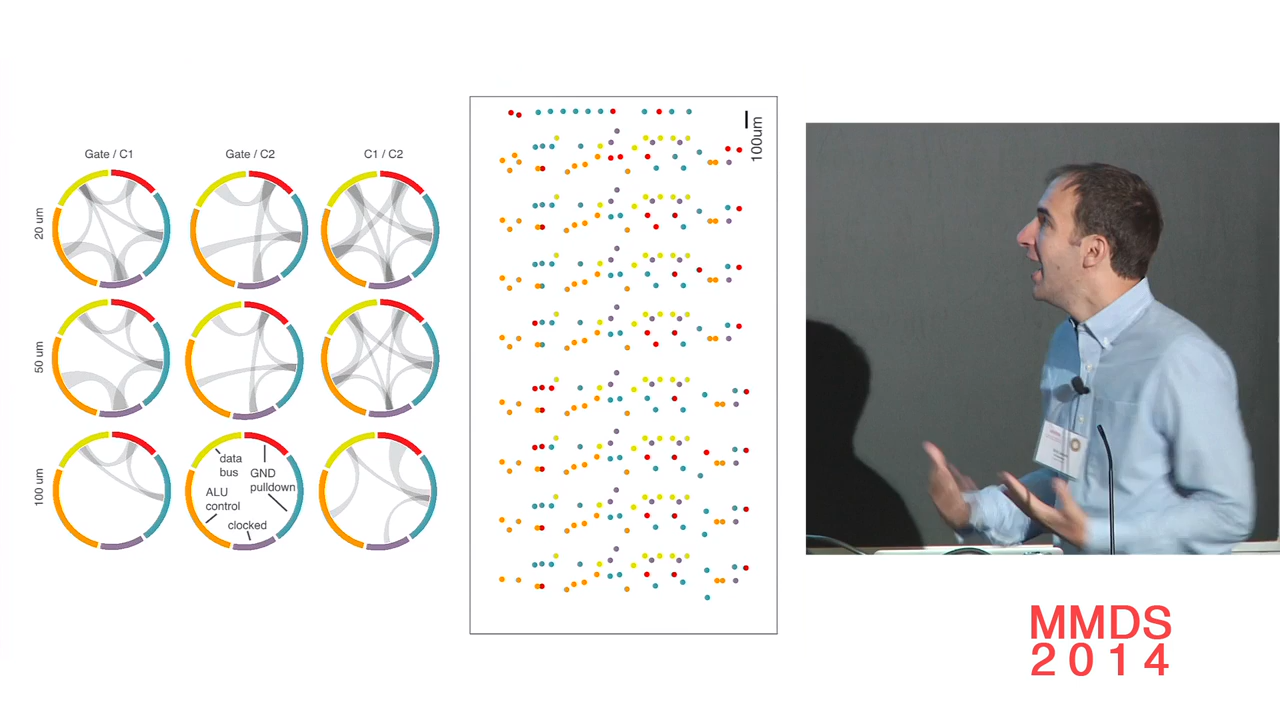 Gate / C1
Gate / C2
C1 / C2
20 um
50 um
100 um
data
bus
GND
pulldown
ALU
control
clocked
100um
MMDS
2014